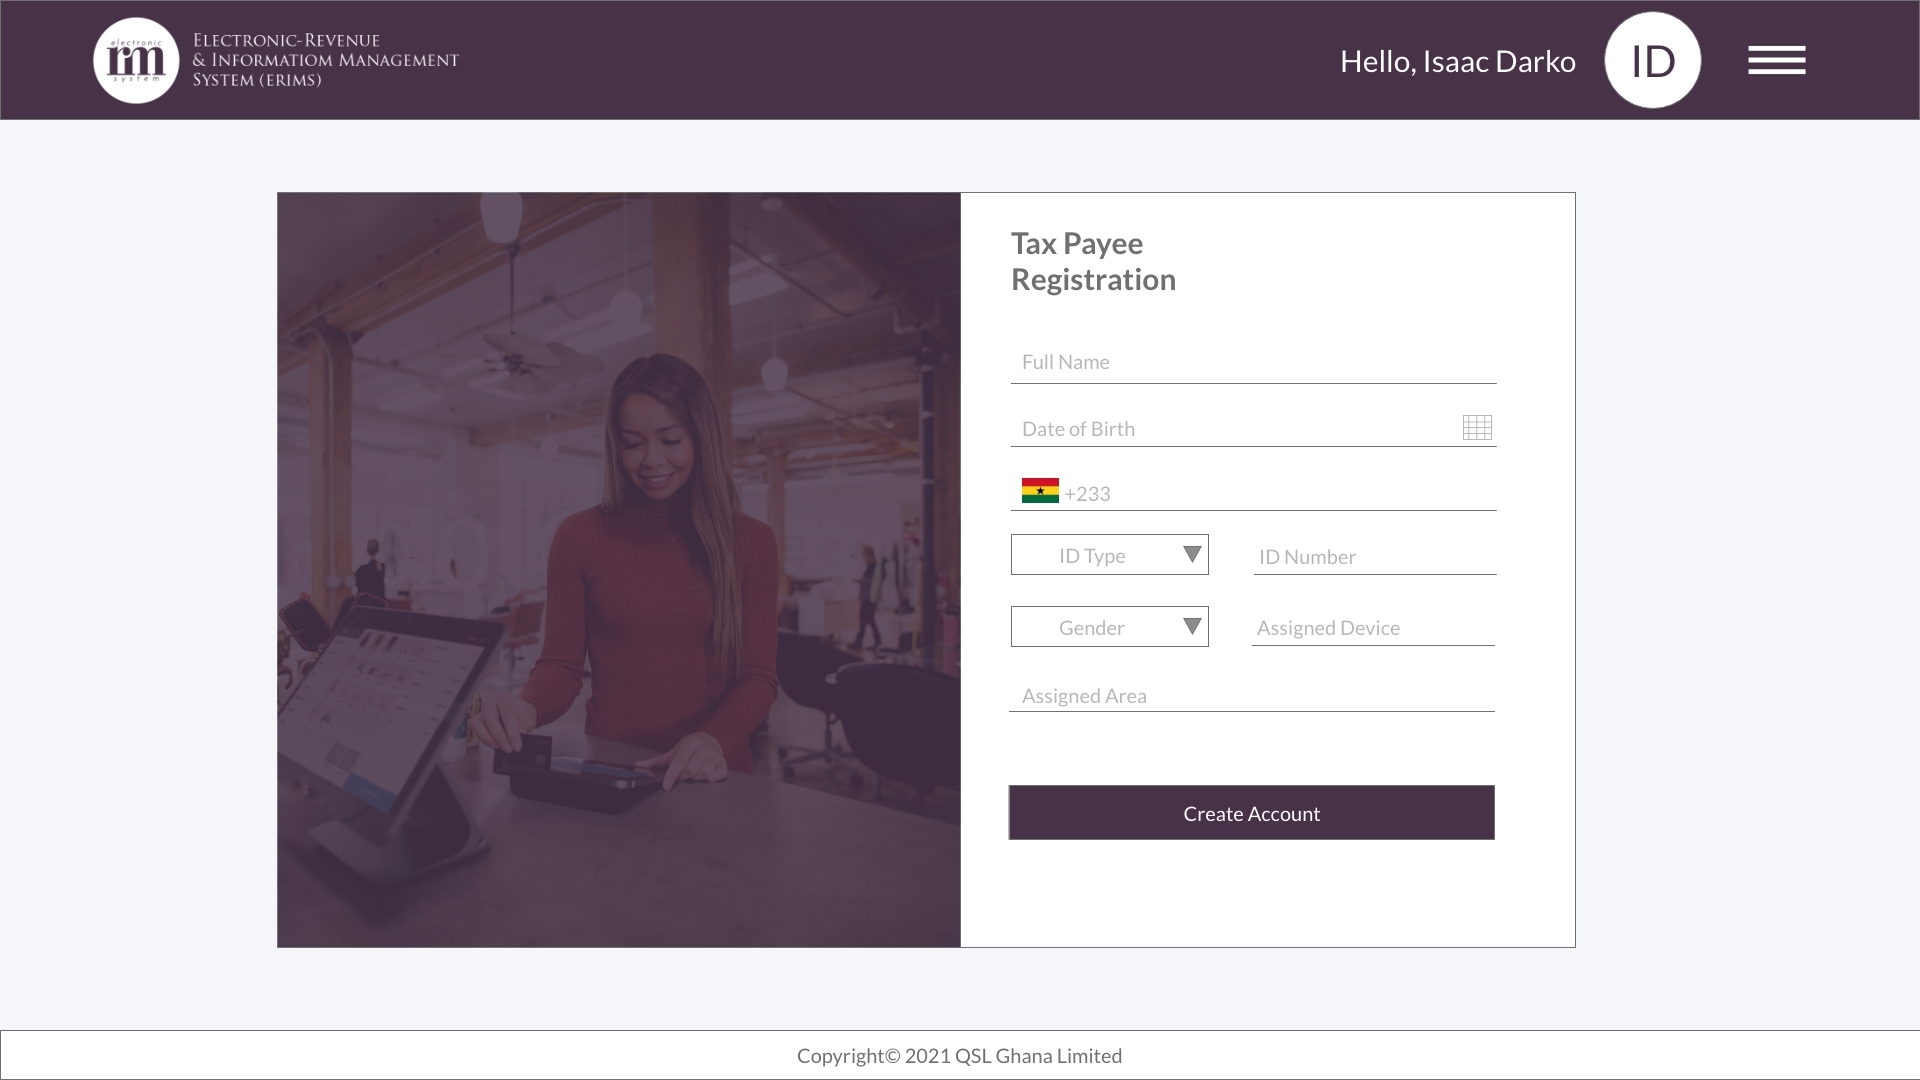 electronic
rm
system
ELECTRONIC-REVENUE
& INFORMATIOM MANAGEMENT
SYSTEM (ERIMS)
Hello, Isaac Darko
ID
Tax Payee
Registration
Full Name
Date of Birth
+233
ID Type
ID Number
Gender
Assigned Device
Assigned Area
Create Account
Copyright© 2021 QSL Ghana Limited